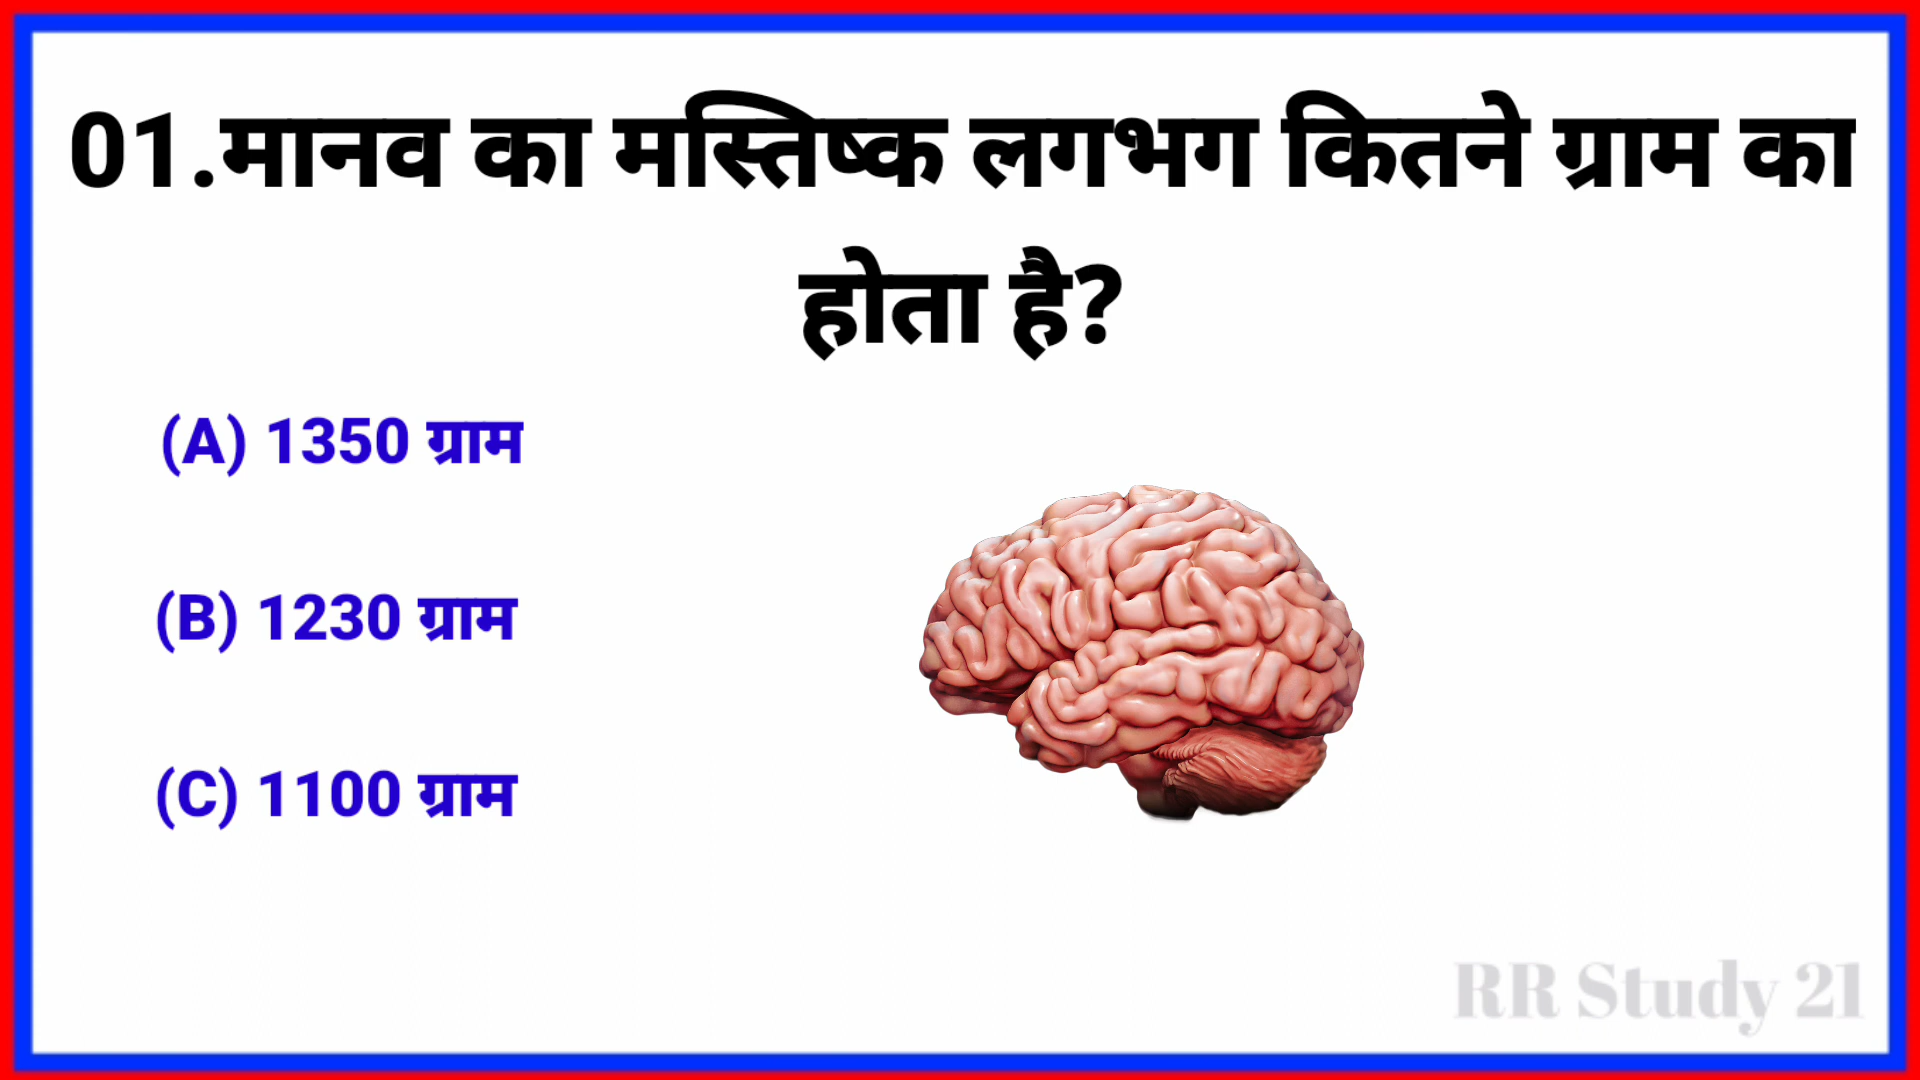 01.मानव का मस्तिष्क लगभग कितने ग्राम का
होता है?
(A) 1350 ग्राम
(B) 1230 ग्राम
(C) 1100 ग्राम
RR Study 21